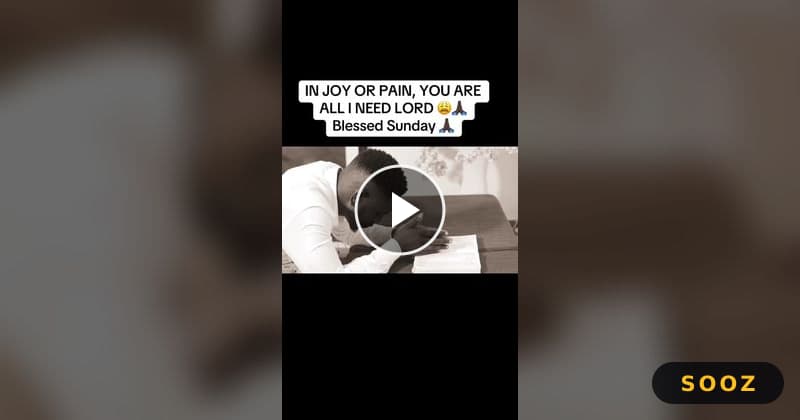 IN JOY OR PAIN, YOU ARE
ALL I NEED LORD 😩🙏🏿
Blessed Sunday 🙏🏿
SOOZ